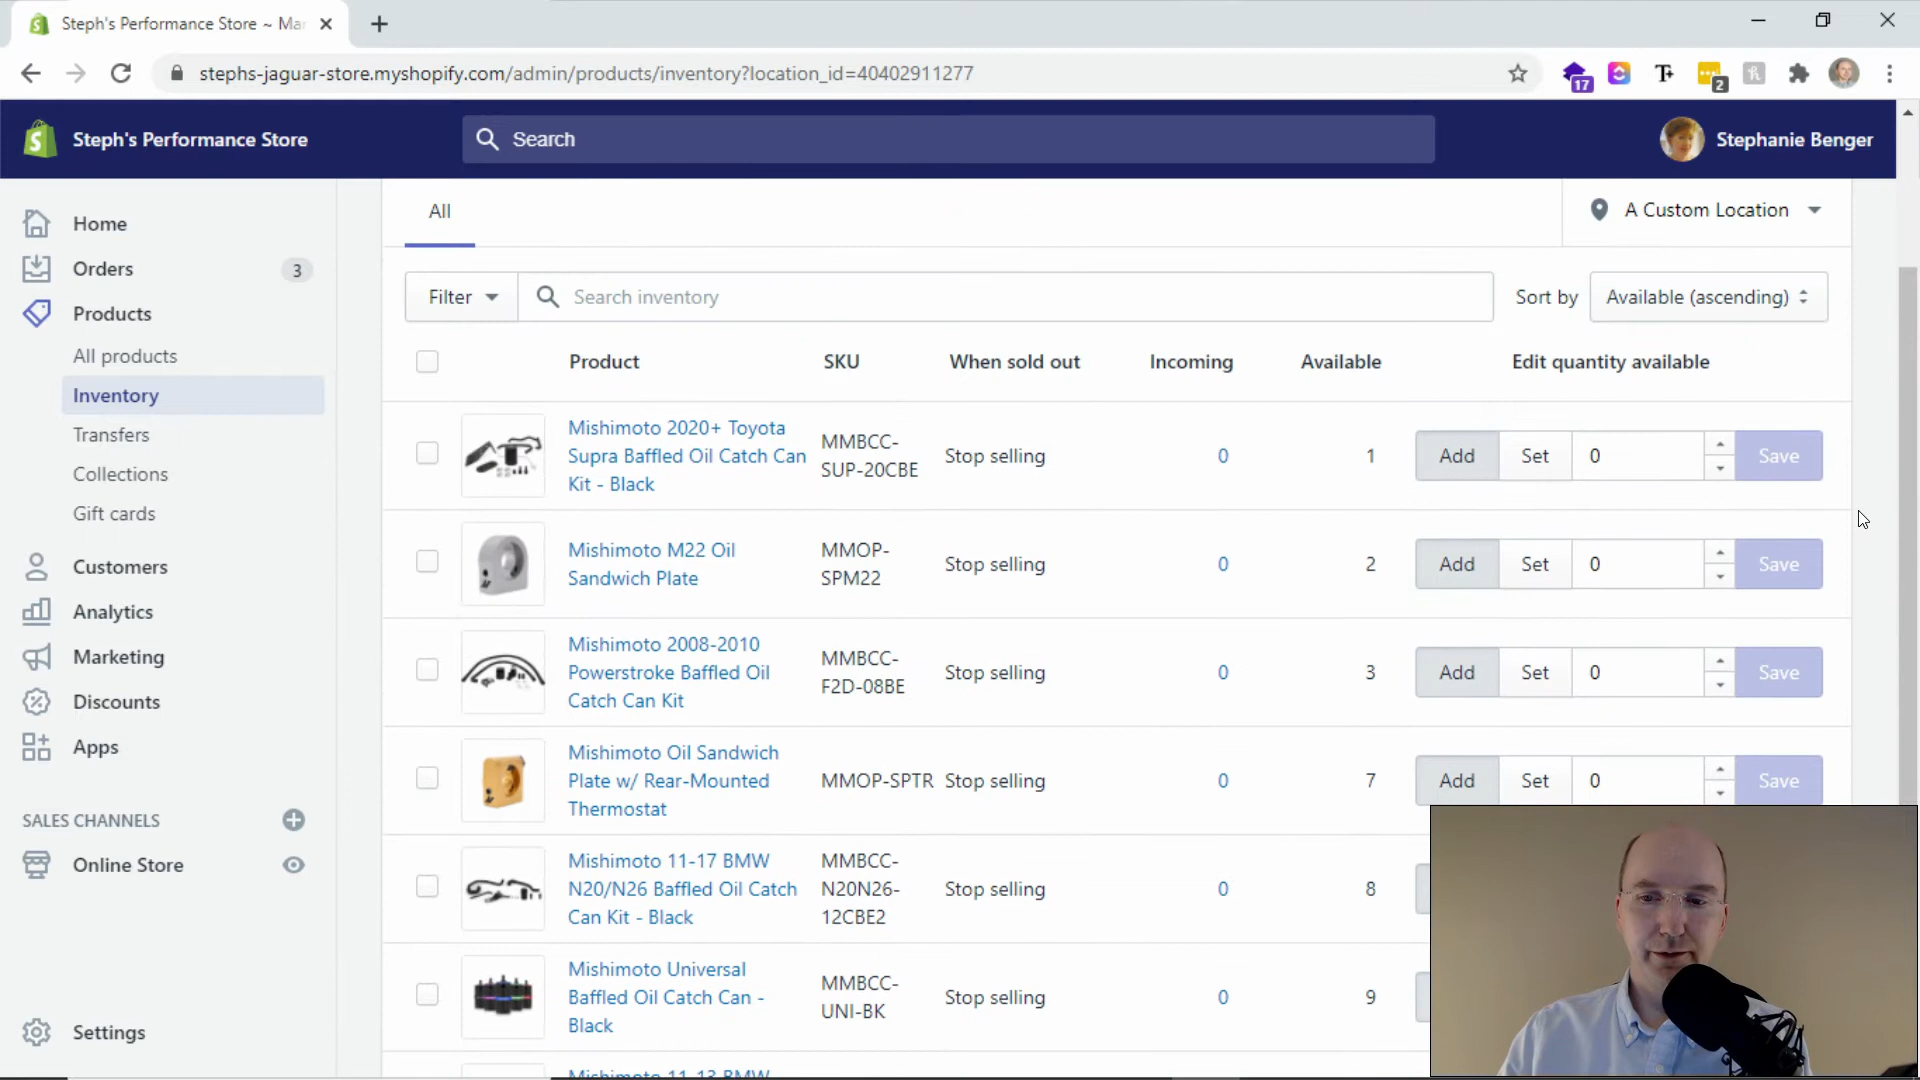 Steph's Performance Store ~ Ma
stephs-jaguar-store.myshopify.com/admin/products/inventory?location_id=40402911277
17
2
Steph's Performance Store
Search
Stephanie Benger
Home
Orders
3
Products
All products
Inventory
Transfers
Collections
Gift cards
Customers
Analytics
Marketing
Discounts
Apps
SALES CHANNELS
Online Store
Settings
All
A Custom Location
Filter
Search inventory
Sort by
Available (ascending)
Product
SKU
When sold out
Incoming
Available
Edit quantity available
Mishimoto 2020+ Toyota
Supra Baffled Oil Catch Can
Kit - Black
MMBCC-
SUP-20CBE
Stop selling
0
1
Add
Set
0
Save
Mishimoto M22 Oil
Sandwich Plate
MMOP-
SPM22
Stop selling
0
2
Add
Set
0
Save
Mishimoto 2008-2010
Powerstroke Baffled Oil
Catch Can Kit
MMBCC-
F2D-08BE
Stop selling
0
3
Add
Set
0
Save
Mishimoto Oil Sandwich
Plate w/ Rear-Mounted
Thermostat
MMOP-SPTR
Stop selling
0
7
Add
Set
0
Save
Mishimoto 11-17 BMW
N20/N26 Baffled Oil Catch
Can Kit - Black
MMBCC-
N20N26-
12CBE2
Stop selling
0
8
Mishimoto Universal
Baffled Oil Catch Can -
Black
MMBCC-
UNI-BK
Stop selling
0
9
Mishimoto 11-13 BMW